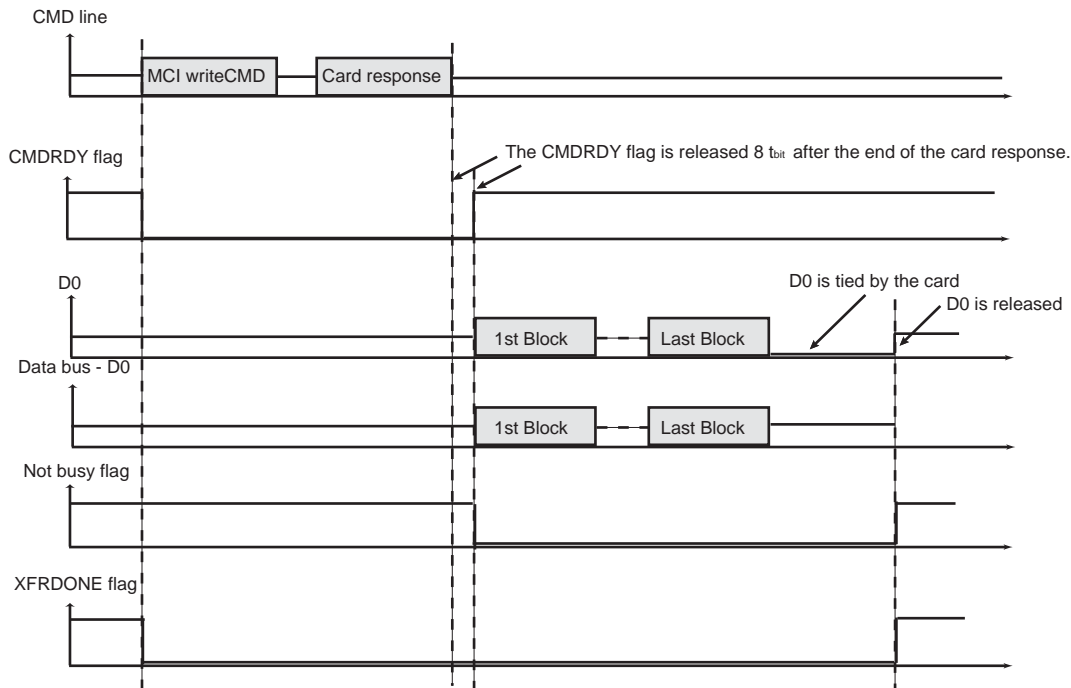 CMD line
MCI writeCMD
Card response
The CMDRDY flag is released 8 tbit after the end of the card response.
CMDRDY flag
D0 is tied by the card
D0
D0 is released
1st Block
Last Block
Data bus - D0
1st Block
Last Block
Not busy flag
XFRDONE flag